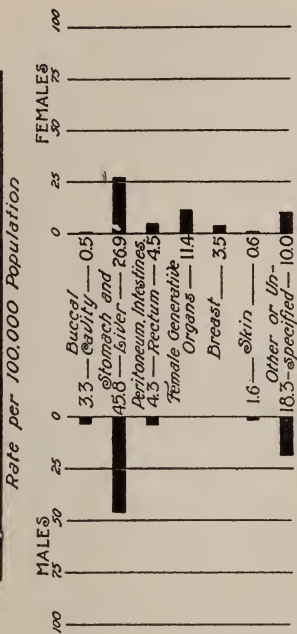 Rate per 100,000 Population
MALES FEMALES
100 75 50 25 0 0 25 50 75 100
Buccal
3.3 — Cavity — 0.5
Stomach and
45.8 — Liver — 26.9
Peritoneum, Intestines,
4.3 — Rectum — 4.5
Female Generative
Organs — 11.4
Breast — 3.5
1.6 — Skin — 0.6
Other or Un-
18.3 — specified — 10.0